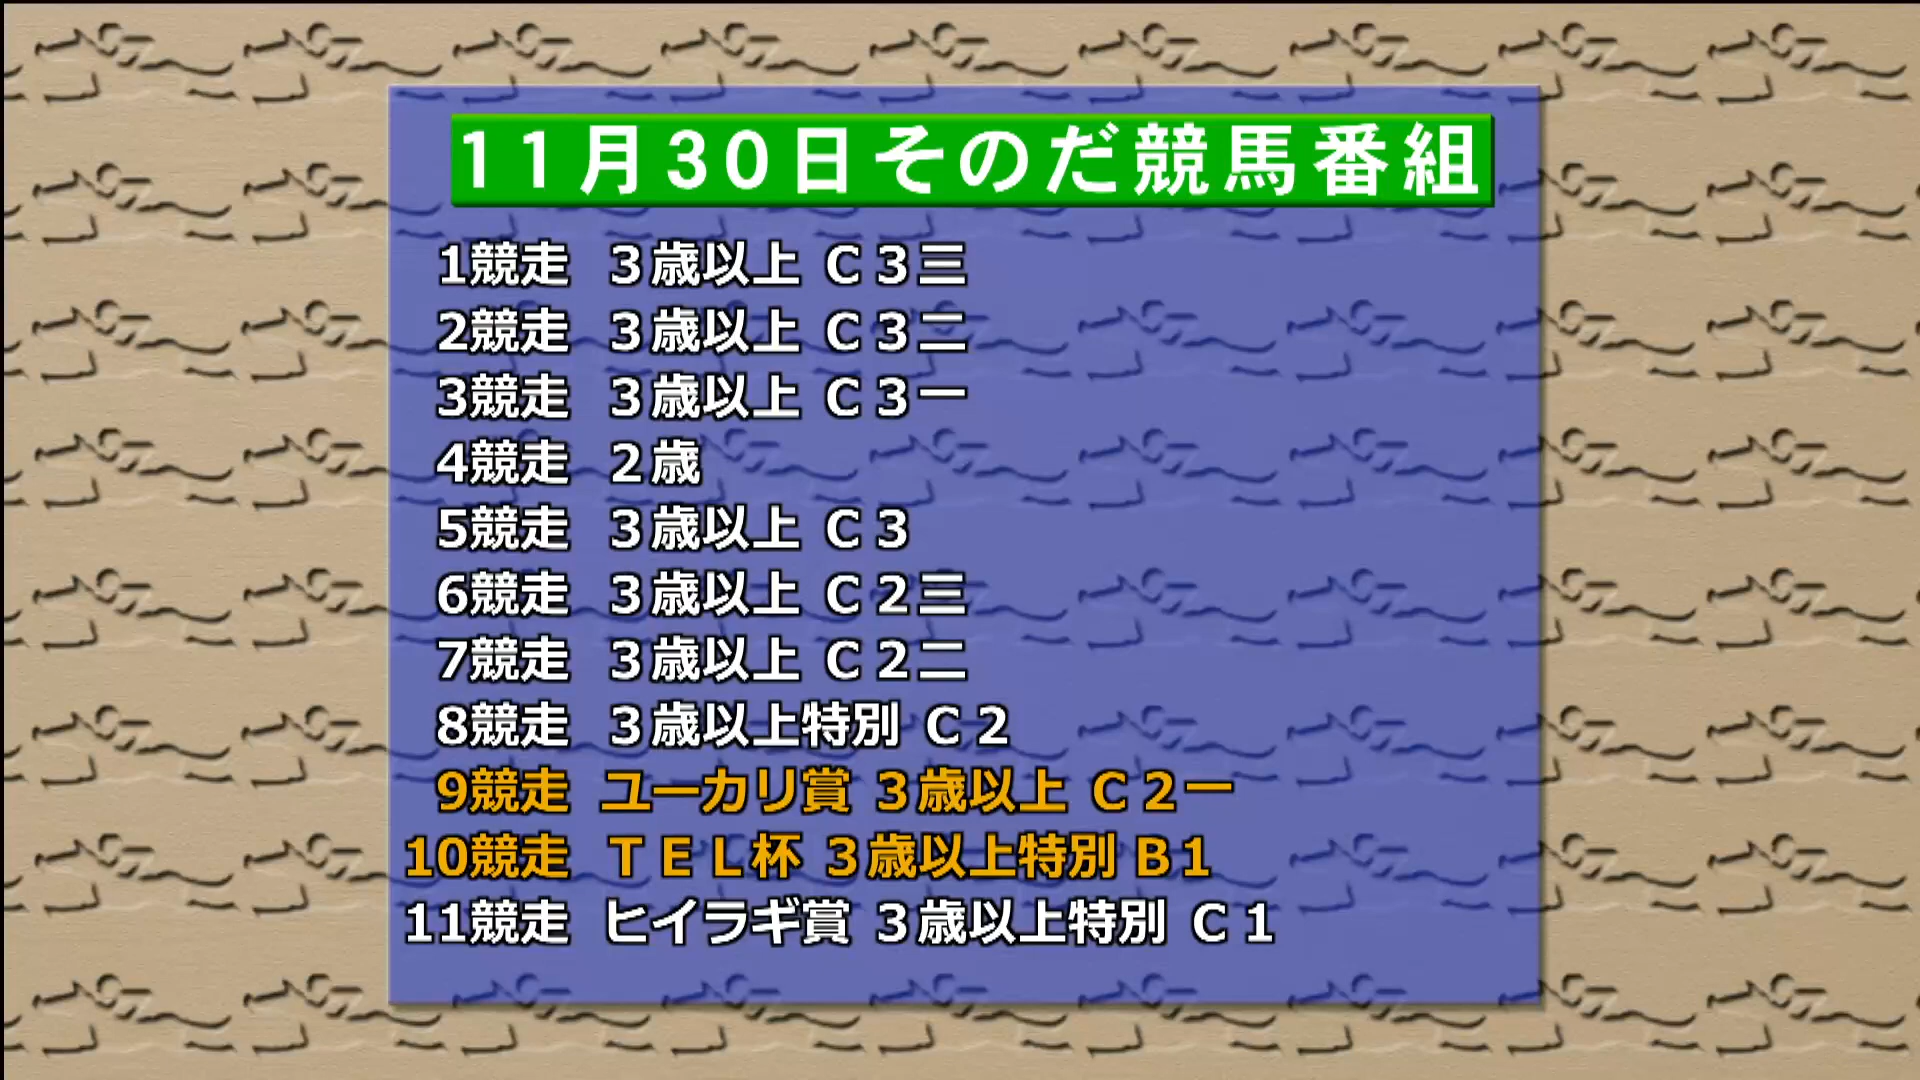 １１月３０日そのだ競馬番組
1競走 ３歳以上 Ｃ３三
2競走 ３歳以上 Ｃ３二
3競走 ３歳以上 Ｃ３一
4競走 ２歳
5競走 ３歳以上 Ｃ３
6競走 ３歳以上 Ｃ２三
7競走 ３歳以上 Ｃ２二
8競走 ３歳以上特別 Ｃ２
9競走 ユーカリ賞 ３歳以上 Ｃ２一
10競走 ＴＥＬ杯 ３歳以上特別 Ｂ１
11競走 ヒイラギ賞 ３歳以上特別 Ｃ１